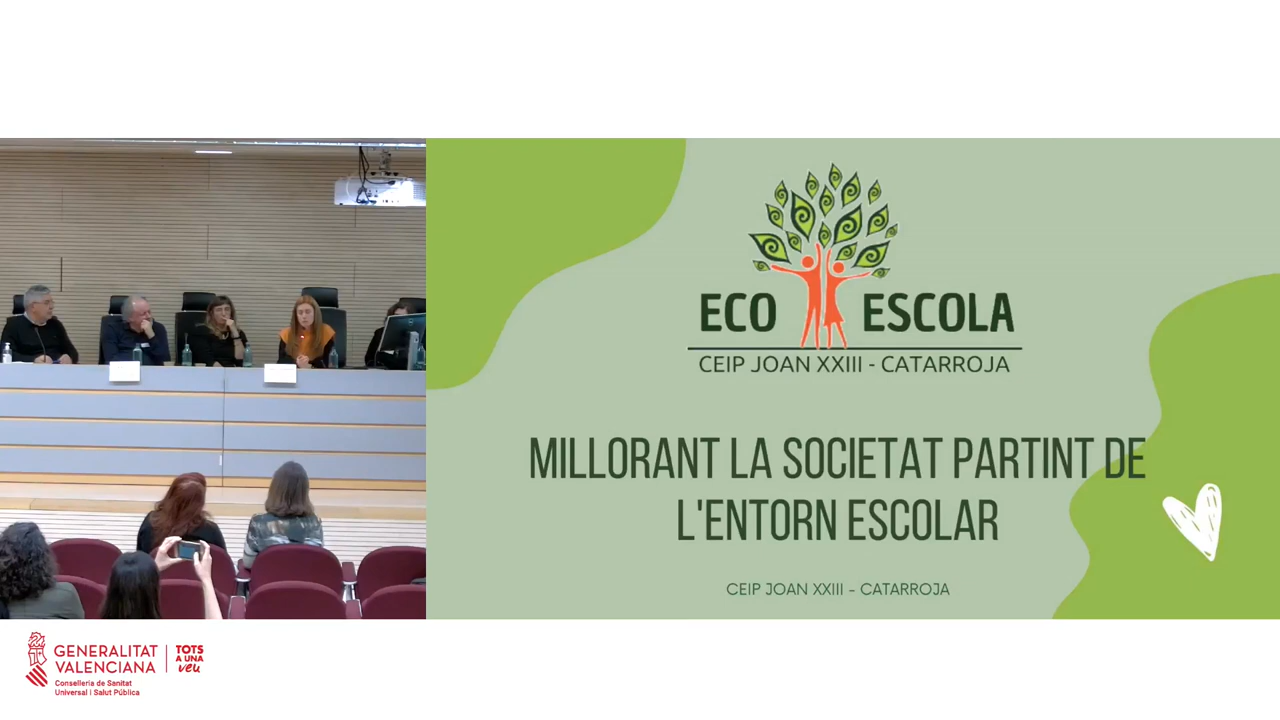 ECO ESCOLA
CEIP JOAN XXIII - CATARROJA
MILLORANT LA SOCIETAT PARTINT DE
L'ENTORN ESCOLAR
CEIP JOAN XXIII - CATARROJA
GENERALITAT
VALENCIANA
Conselleria de Sanitat
Universal i Salut Pública
TOTS
A UNA
veu